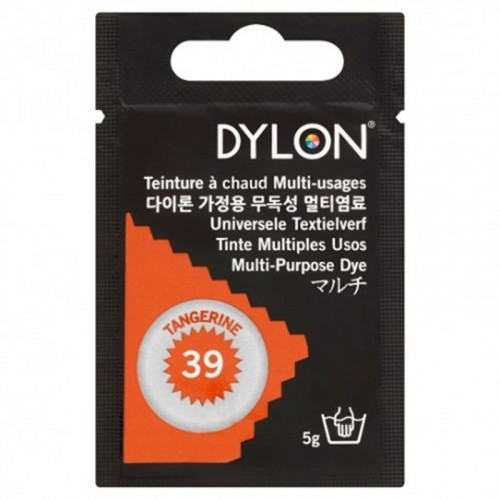 DYLON®
Teinture à chaud Multi-usages
다이론 가정용 무독성 멀티염료
Universele Textielverf
Tinte Multiples Usos
Multi-Purpose Dye
マルチ
TANGERINE
39
5g